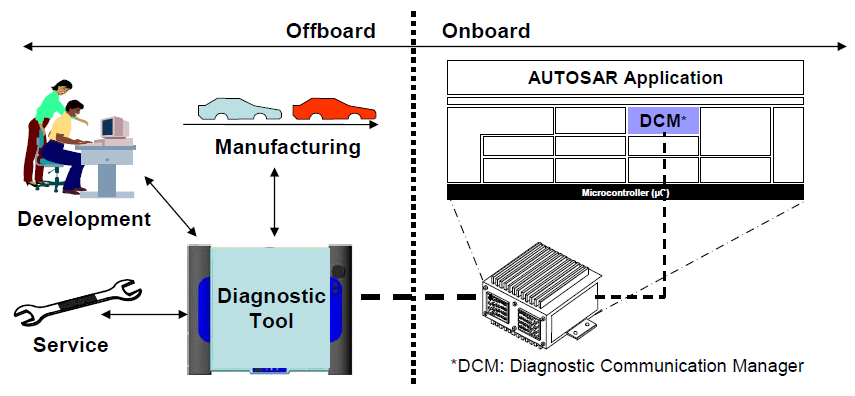 Offboard
Onboard
AUTOSAR Application
DCM*
Microcontroller (µC)
Manufacturing
Development
Diagnostic
Tool
Service
*DCM: Diagnostic Communication Manager